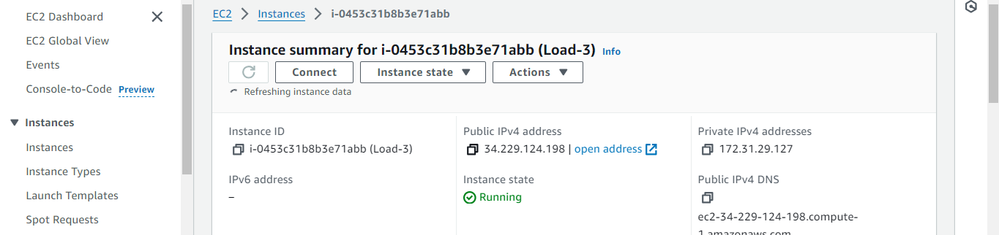 EC2 Dashboard
EC2 Global View
Events
Console-to-Code Preview
Instances
Instances
Instance Types
Launch Templates
Spot Requests
EC2 > Instances > i-0453c31b8b3e71abb
Instance summary for i-0453c31b8b3e71abb (Load-3) Info
Connect Instance state Actions
Refreshing instance data
Instance ID
i-0453c31b8b3e71abb (Load-3)
Public IPv4 address
34.229.124.198 | open address
Private IPv4 addresses
172.31.29.127
IPv6 address
–
Instance state
Running
Public IPv4 DNS
ec2-34-229-124-198.compute-
1.amazonaws.com